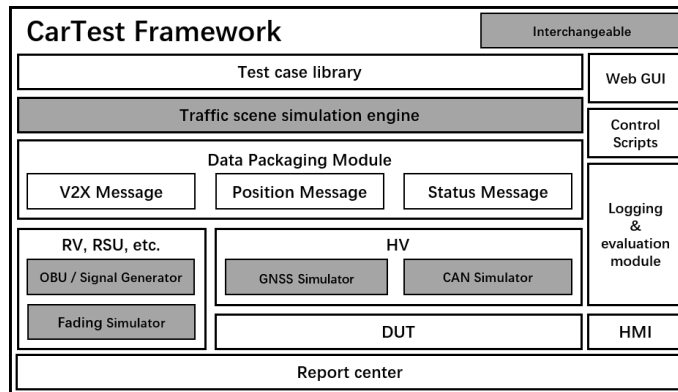 CarTest Framework
Interchangeable
Test case library
Web GUI
Traffic scene simulation engine
Control
Scripts
Data Packaging Module
V2X Message
Position Message
Status Message
Logging
&
evaluation
module
RV, RSU, etc.
OBU / Signal Generator
Fading Simulator
HV
GNSS Simulator
CAN Simulator
DUT
HMI
Report center